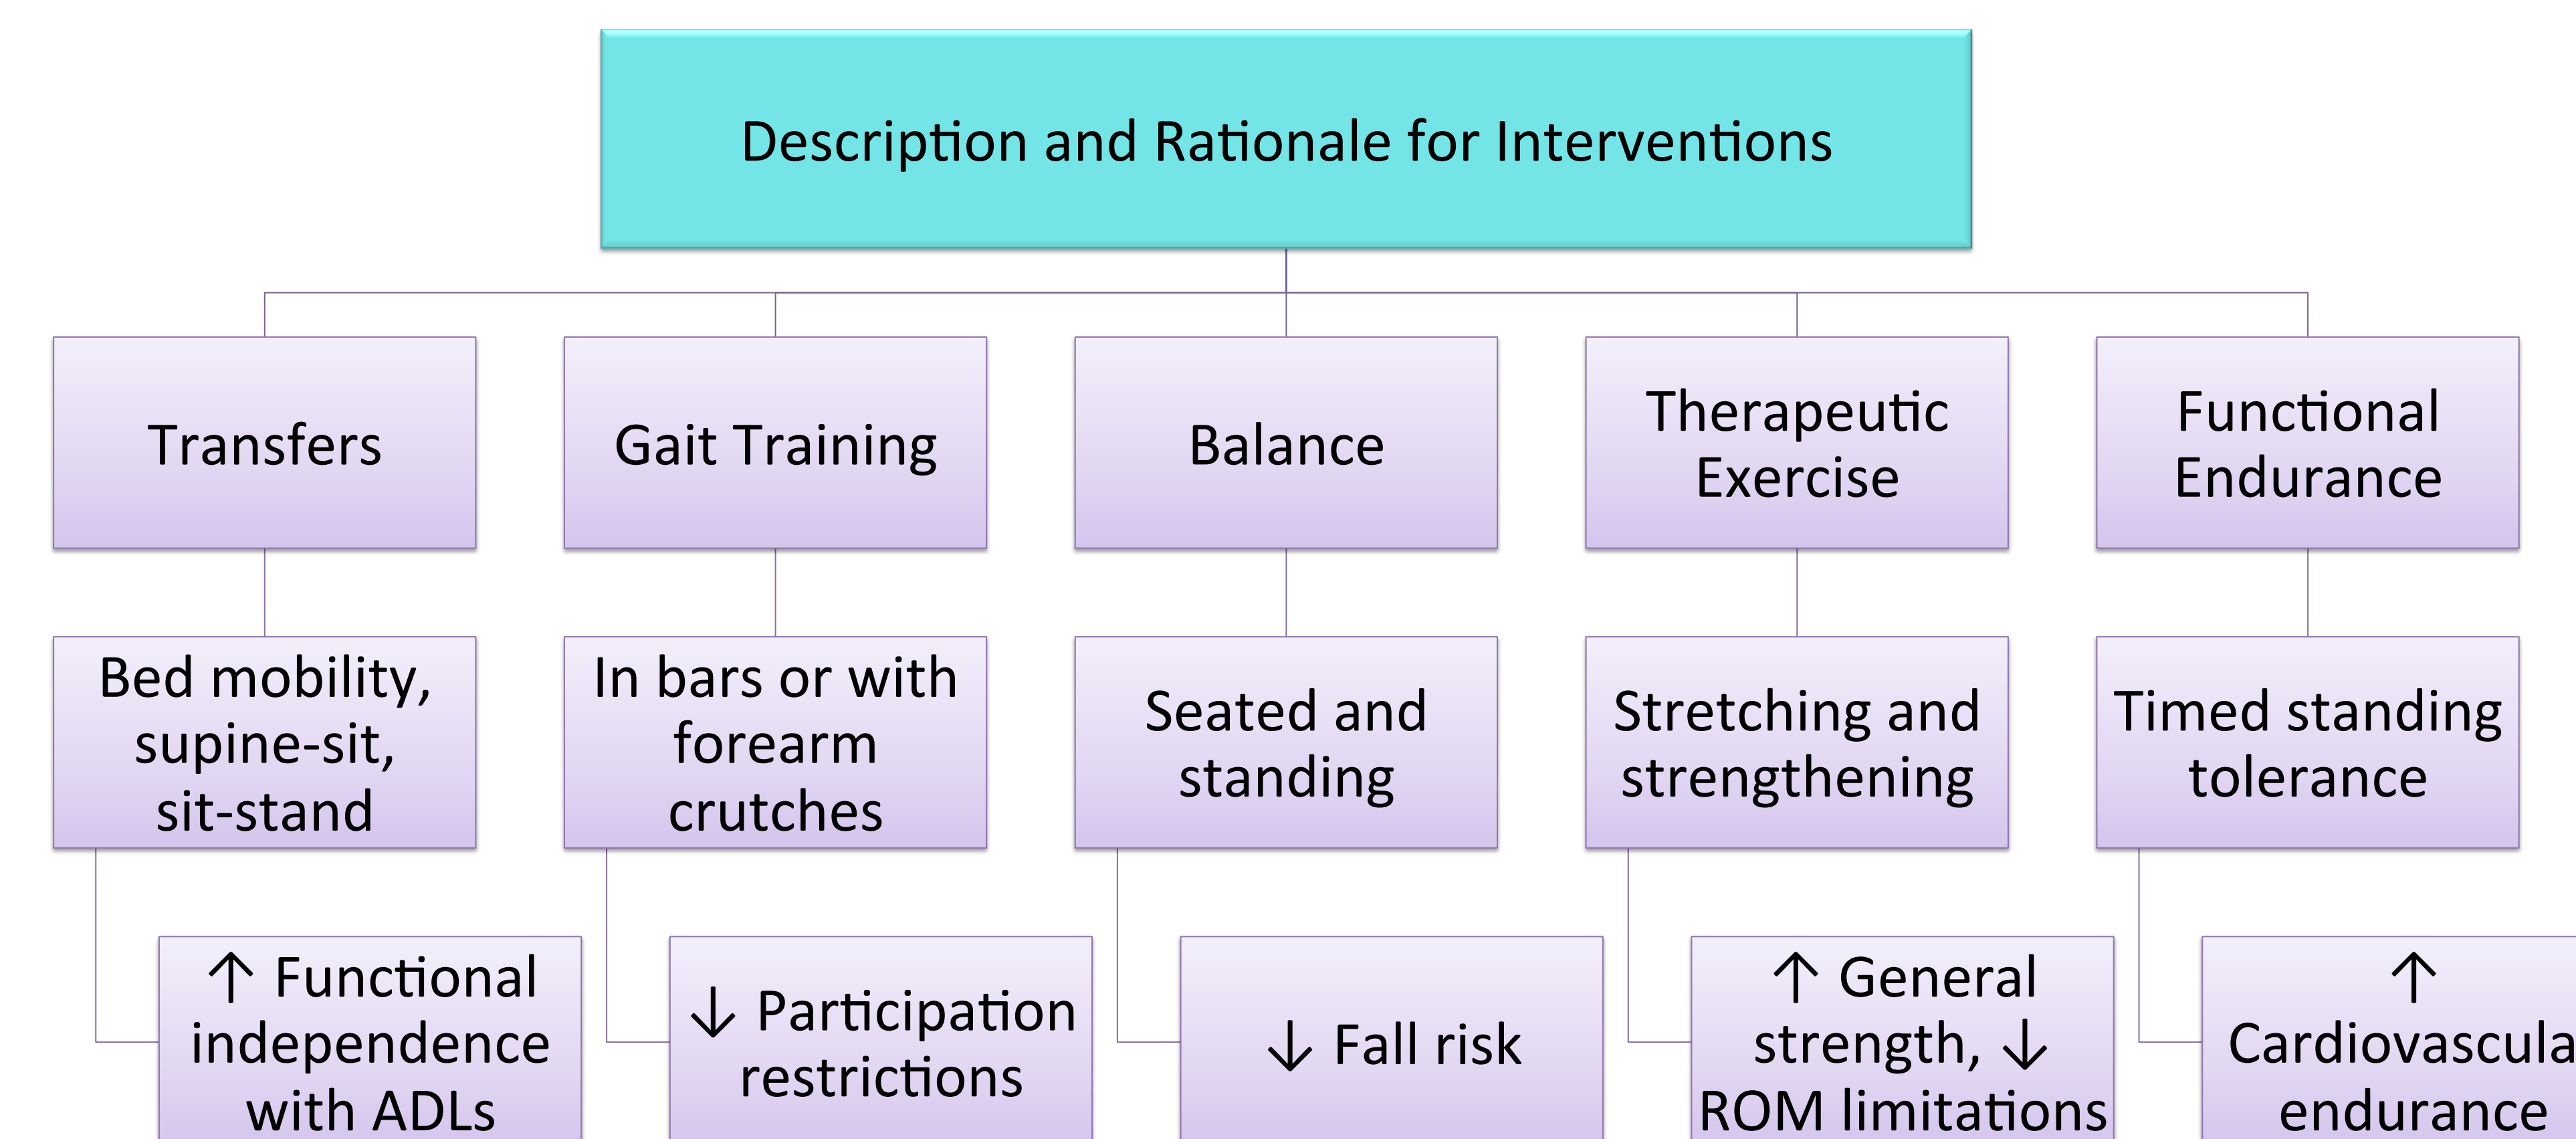 Description and Rationale for Interventions
Transfers
Gait Training
Balance
Therapeutic
Exercise
Functional
Endurance
Bed mobility,
supine-sit,
sit-stand
In bars or with
forearm
crutches
Seated and
standing
Stretching and
strengthening
Timed standing
tolerance
↑ Functional
independence
with ADLs
↓ Participation
restrictions
↓ Fall risk
↑ General
strength, ↓
ROM limitations
↑
Cardiovascula
endurance